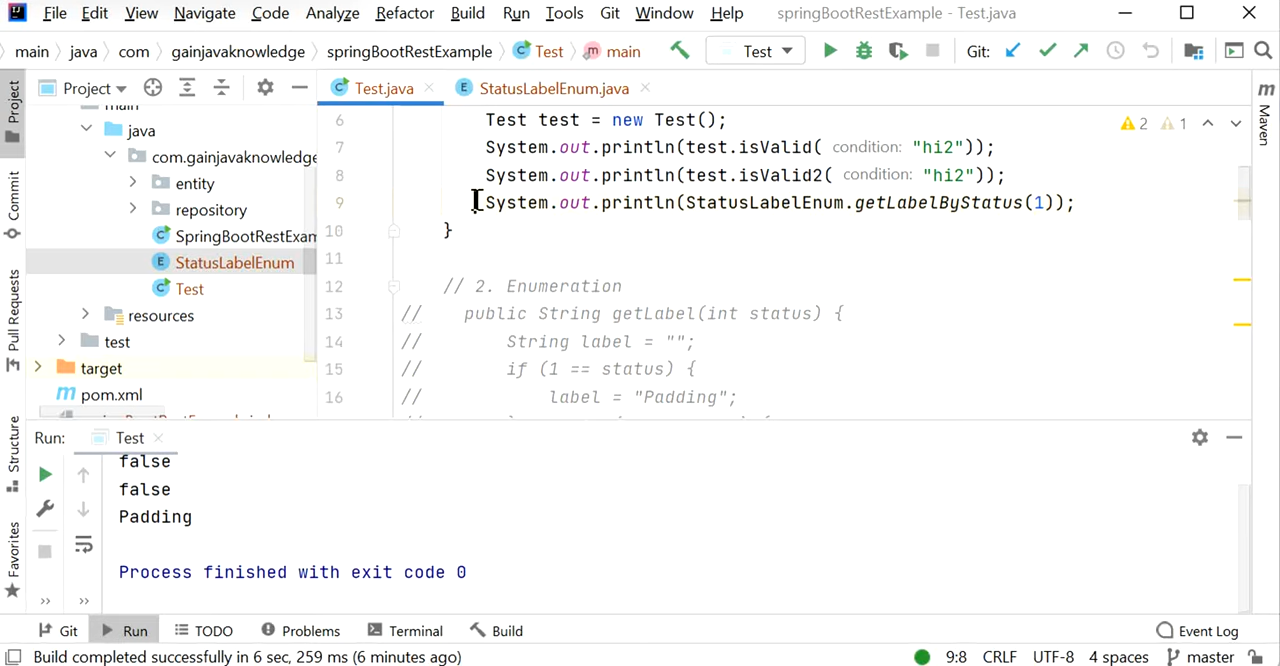 File Edit View Navigate Code Analyze Refactor Build Run Tools Git Window Help springBootRestExample - Test.java
main java com gainjavaknowledge springBootRestExample Test main Test Git:
Project Test.java StatusLabelEnum.java
main
java
com.gainjavaknowledge
entity
repository
SpringBootRestExam
StatusLabelEnum
Test
resources
test
target
pom.xml
6 Test test = new Test();
7 System.out.println(test.isValid( condition: "hi2"));
8 System.out.println(test.isValid2( condition: "hi2"));
9 System.out.println(StatusLabelEnum.getLabelByStatus(1));
10 }
11
12 // 2. Enumeration
13 // public String getLabel(int status) {
14 // String label = "";
15 // if (1 == status) {
16 // label = "Padding";
2 1
Project
Commit
Pull Requests
Structure
Favorites
Maven
Run: Test
false
false
Padding
Process finished with exit code 0
Git Run TODO Problems Terminal Build Event Log
Build completed successfully in 6 sec, 259 ms (6 minutes ago) 9:8 CRLF UTF-8 4 spaces master